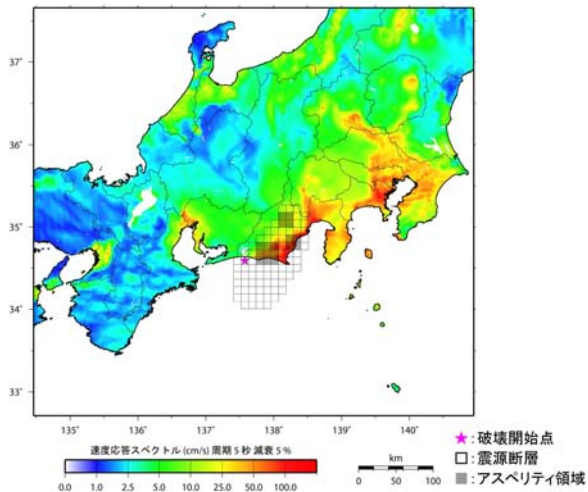 37°
36°
35°
34°
33°
135° 136° 137° 138° 139° 140°
速度応答スペクトル (cm/s) 周期 5 秒 減衰 5 %
0.0 1.0 2.5 5.0 10.0 25.0 50.0 100.0
km
0 50 100
★:破壊開始点
□:震源断層
■:アスペリティ領域